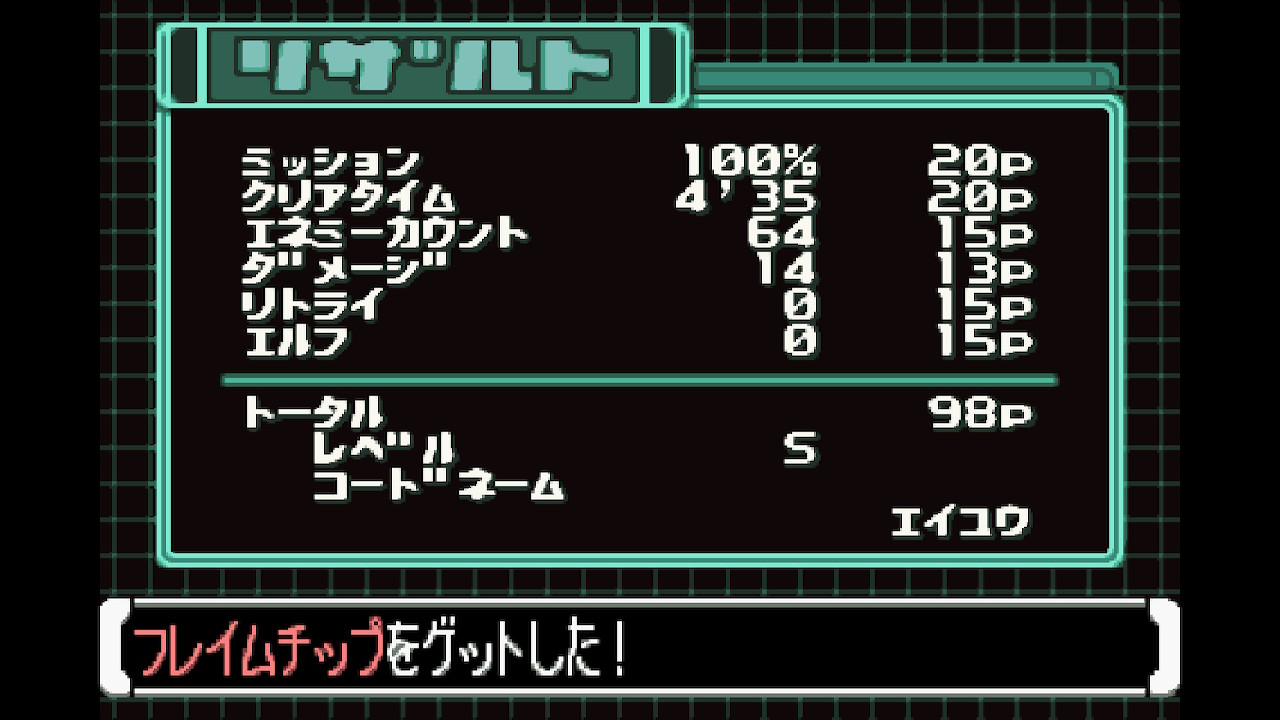 リザルト
ミッション 100% 20P
クリアタイム 4'35 20P
エネミーカウント 64 15P
ダメージ 14 13P
リトライ 0 15P
エルフ 0 15P
トータル 98P
レベル S
コードネーム
エイユウ
フレイムチップをゲットした!